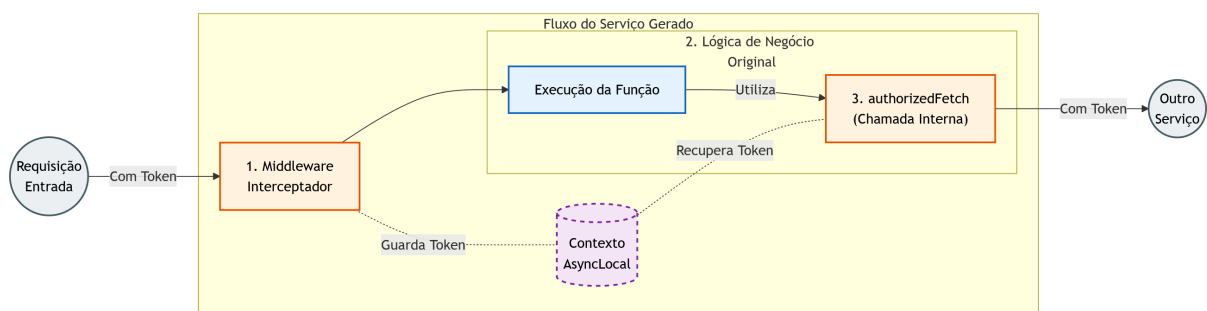 Fluxo do Serviço Gerado
2. Lógica de Negócio
Original
Execução da Função
Utiliza
3. authorizedFetch
(Chamada Interna)
Com Token
Outro
Serviço
Recupera Token
Requisição
Entrada
Com Token
1. Middleware
Interceptador
Guarda Token
Contexto
AsyncLocal